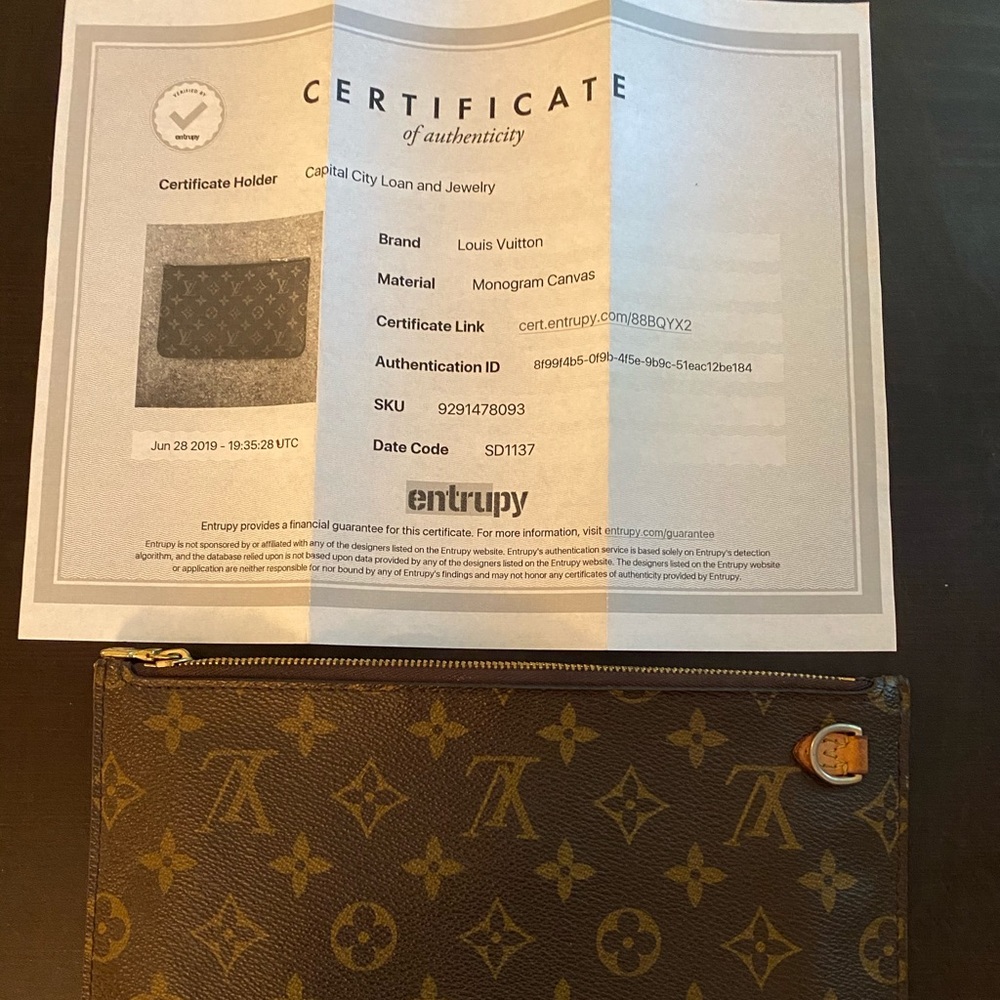 VERIFIED BY
entrupy
CERTIFICATE
of authenticity
Certificate Holder Capital City Loan and Jewelry
Brand Louis Vuitton
Material Monogram Canvas
Certificate Link cert.entrupy.com/88BQYX2
Authentication ID 8f99f4b5-0f9b-4f5e-9b9c-51eac12be184
SKU 9291478093
Jun 28 2019 - 19:35:28 UTC
Date Code SD1137
entrupy
Entrupy provides a financial guarantee for this certificate. For more information, visit entrupy.com/guarantee
Entrupy is not sponsored by or affiliated with any of the designers listed on the Entrupy website. Entrupy's authentication service is based solely on Entrupy's detection
algorithm, and the database relied upon is not based upon data provided by any of the designers listed on the Entrupy website. The designers listed on the Entrupy website
or application are neither responsible for nor bound by any of Entrupy's findings and may not honor any certificates of authenticity provided by Entrupy.
LV LV LV